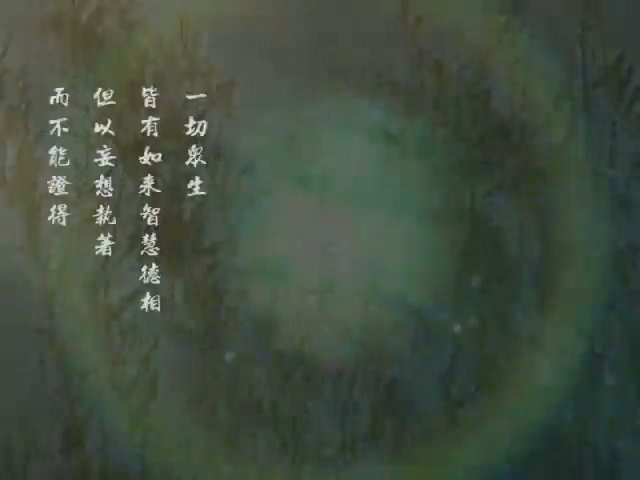 一切眾生
皆有如来智慧德相
但以妄想執著
而不能證得